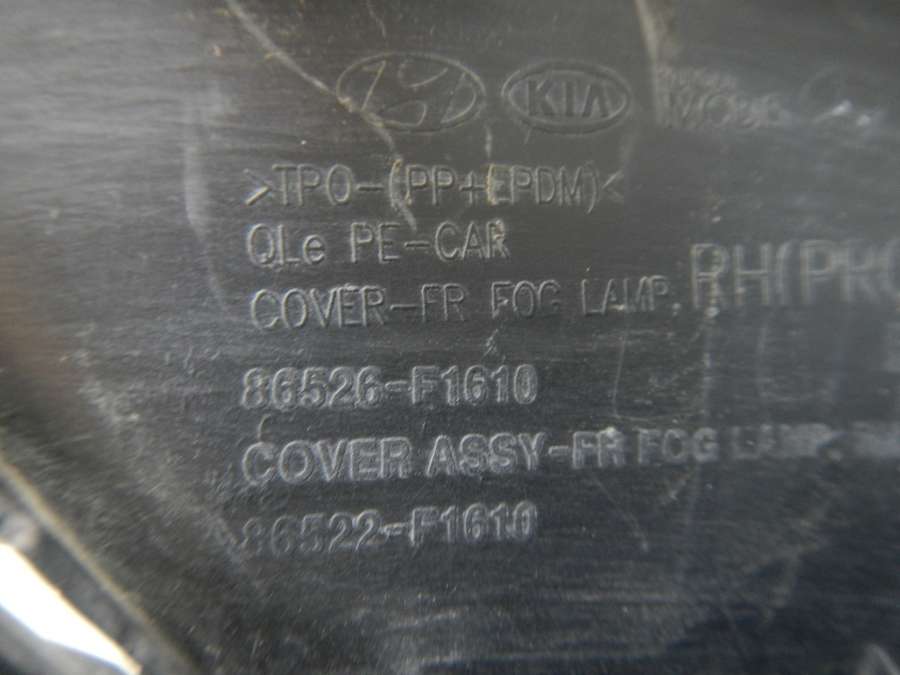 KIA
>TPO-(PP+EPDM)<
QLe PE-CAR
COVER-FR FOG LAMP, RH(PRO
86526-F1610
COVER ASSY-FR FOG LAMP,
86522-F1610